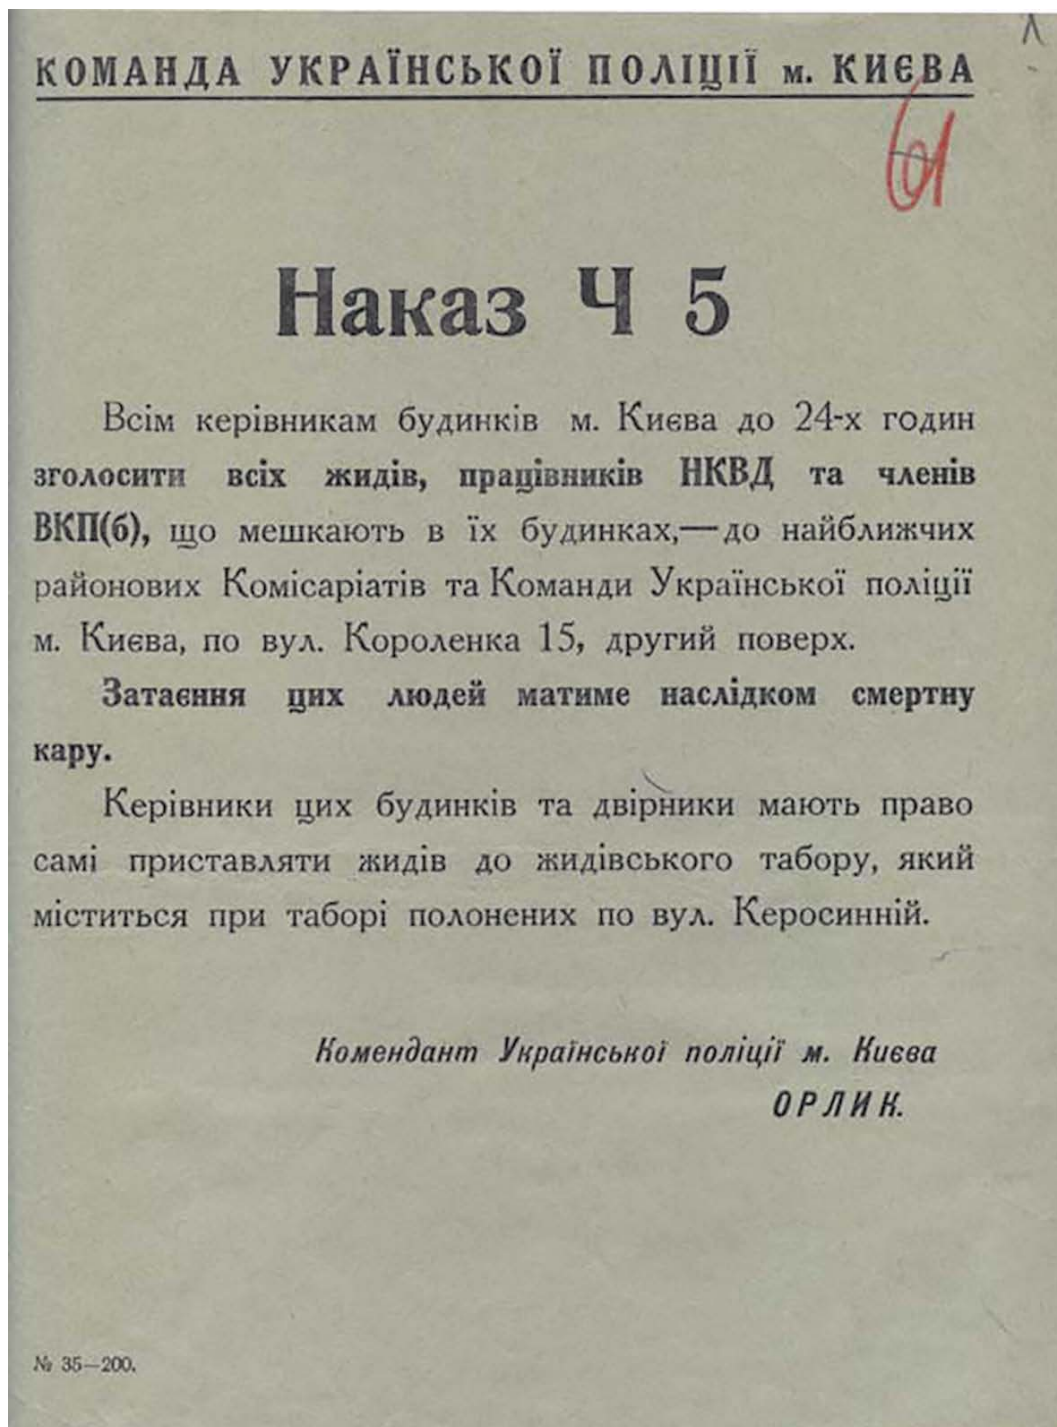 КОМАНДА УКРАЇНСЬКОЇ ПОЛІЦІЇ м. КИЄВА
61
Наказ Ч 5
Всім керівникам будинків м. Києва до 24-х годин
зголосити всіх жидів, працівників НКВД та членів
ВКП(б), що мешкають в їх будинках,—до найближчих
районових Комісаріатів та Команди Української поліції
м. Києва, по вул. Короленка 15, другий поверх.
Затаєння цих людей матиме наслідком смертну
кару.
Керівники цих будинків та двірники мають право
самі приставляти жидів до жидівського табору, який
міститься при таборі полонених по вул. Керосинній.
Комендант Української поліції м. Києва
ОРЛИК.
№ 35—200.